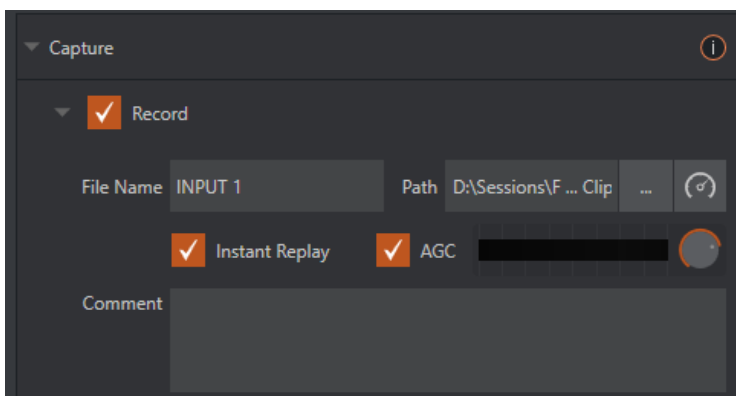 Capture
Record
File Name INPUT 1 Path D:\Sessions\F ... Clip ...
Instant Replay AGC
Comment